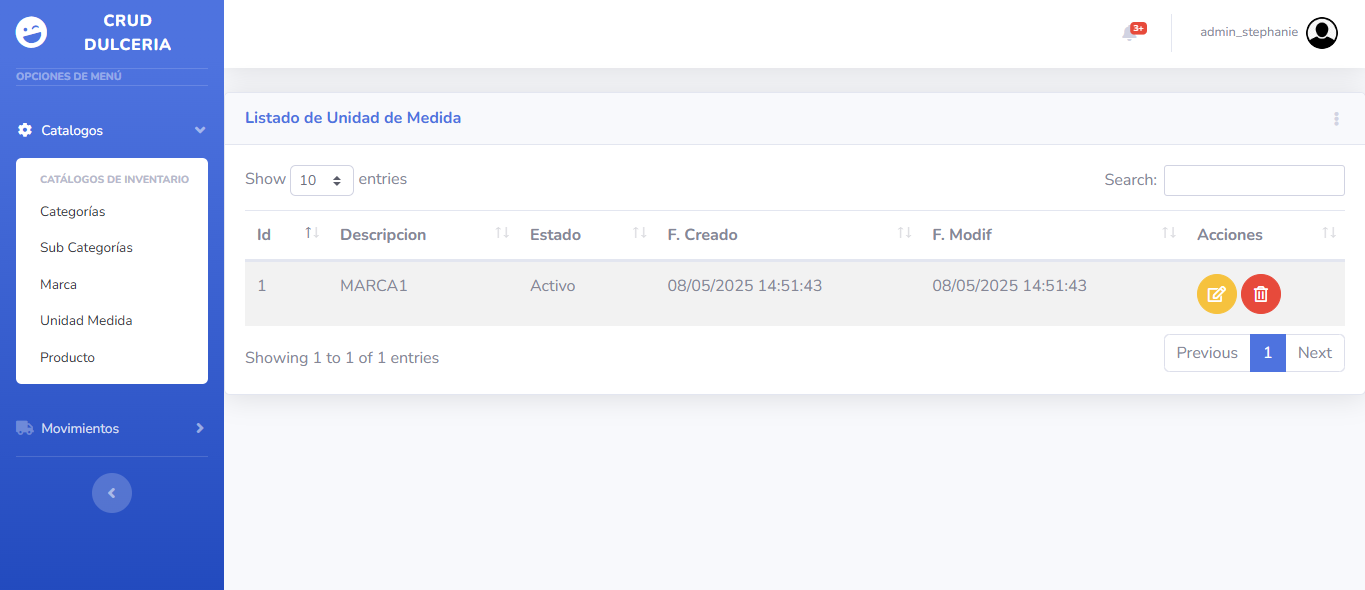 CRUD
DULCERIA
OPCIONES DE MENÚ
Catalogos
CATÁLOGOS DE INVENTARIO
Categorías
Sub Categorías
Marca
Unidad Medida
Producto
Movimientos
3+
admin_stephanie
Listado de Unidad de Medida
Show 10 entries
Search:
Id Descripcion Estado F. Creado F. Modif Acciones
1 MARCA1 Activo 08/05/2025 14:51:43 08/05/2025 14:51:43
Showing 1 to 1 of 1 entries
Previous 1 Next